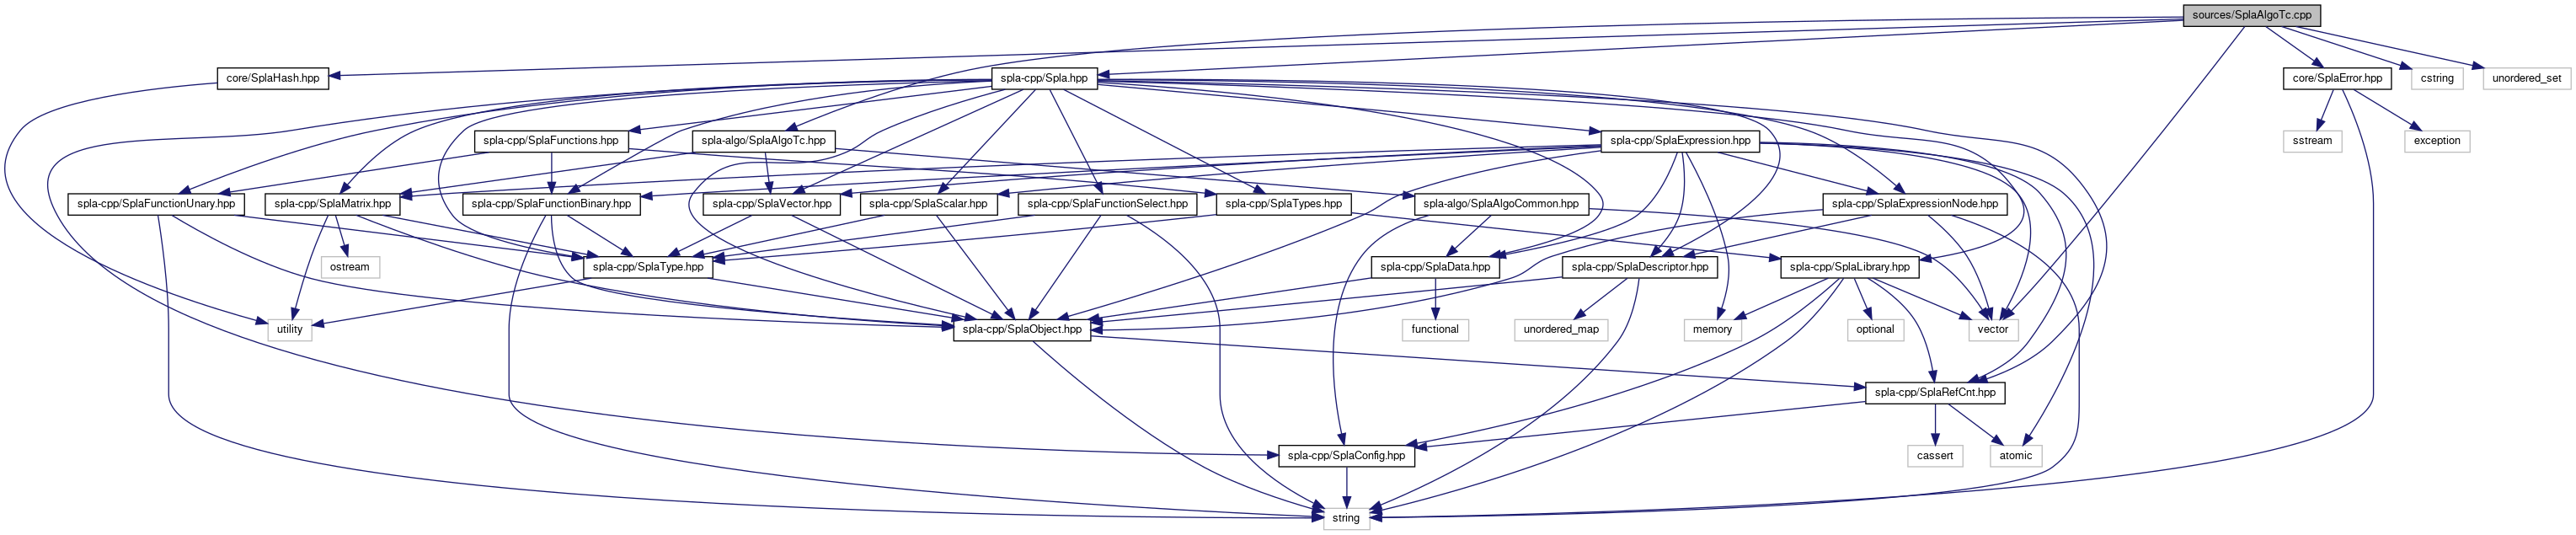 sources/SplaAlgoTc.cpp
core/SplaHash.hpp
spla-cpp/Spla.hpp
core/SplaError.hpp
cstring
unordered_set
spla-cpp/SplaFunctions.hpp
spla-algo/SplaAlgoTc.hpp
spla-cpp/SplaExpression.hpp
sstream
exception
spla-cpp/SplaFunctionUnary.hpp
spla-cpp/SplaMatrix.hpp
spla-cpp/SplaFunctionBinary.hpp
spla-cpp/SplaVector.hpp
spla-cpp/SplaScalar.hpp
spla-cpp/SplaFunctionSelect.hpp
spla-cpp/SplaTypes.hpp
spla-algo/SplaAlgoCommon.hpp
spla-cpp/SplaExpressionNode.hpp
ostream
spla-cpp/SplaType.hpp
spla-cpp/SplaData.hpp
spla-cpp/SplaDescriptor.hpp
spla-cpp/SplaLibrary.hpp
utility
spla-cpp/SplaObject.hpp
functional
unordered_map
memory
optional
vector
spla-cpp/SplaRefCnt.hpp
spla-cpp/SplaConfig.hpp
cassert
atomic
string